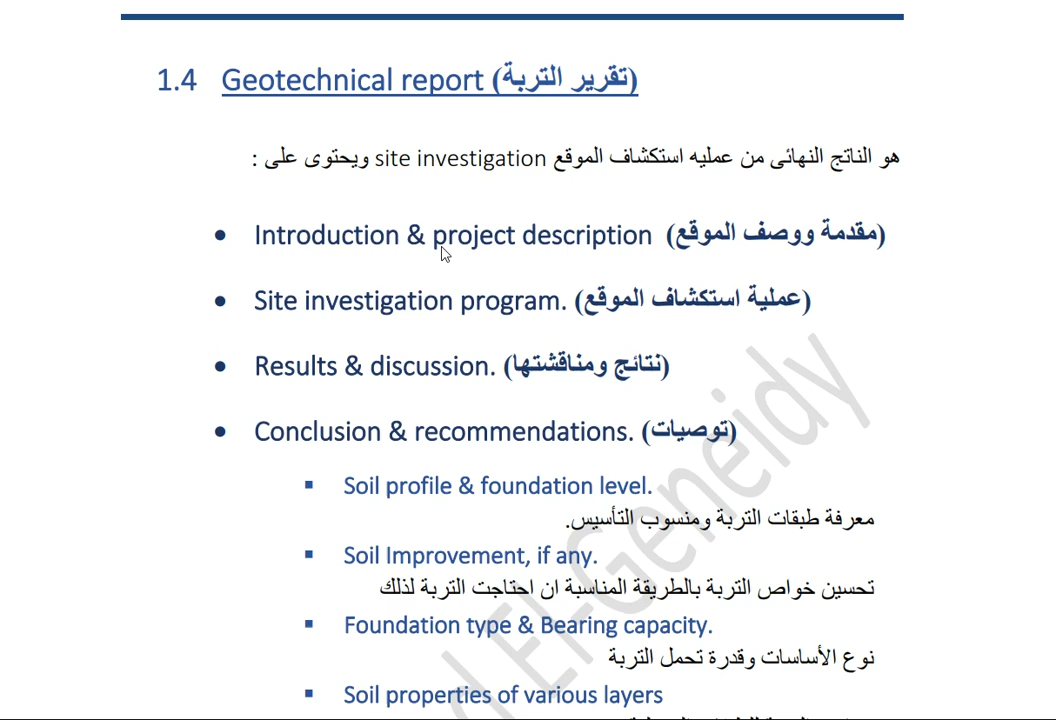 1.4 Geotechnical report (تقرير التربة)
هو الناتج النهائى من عمليه استكشاف الموقع site investigation ويحتوى على :
• Introduction & project description (مقدمة ووصف الموقع)
• Site investigation program. (عملية استكشاف الموقع)
• Results & discussion. (نتائج ومناقشتها)
• Conclusion & recommendations. (توصيات)
▪ Soil profile & foundation level.
معرفة طبقات التربة ومنسوب التأسيس.
▪ Soil Improvement, if any.
تحسين خواص التربة بالطريقة المناسبة ان احتاجت التربة لذلك
▪ Foundation type & Bearing capacity.
نوع الأساسات وقدرة تحمل التربة
▪ Soil properties of various layers
El-Geneidy